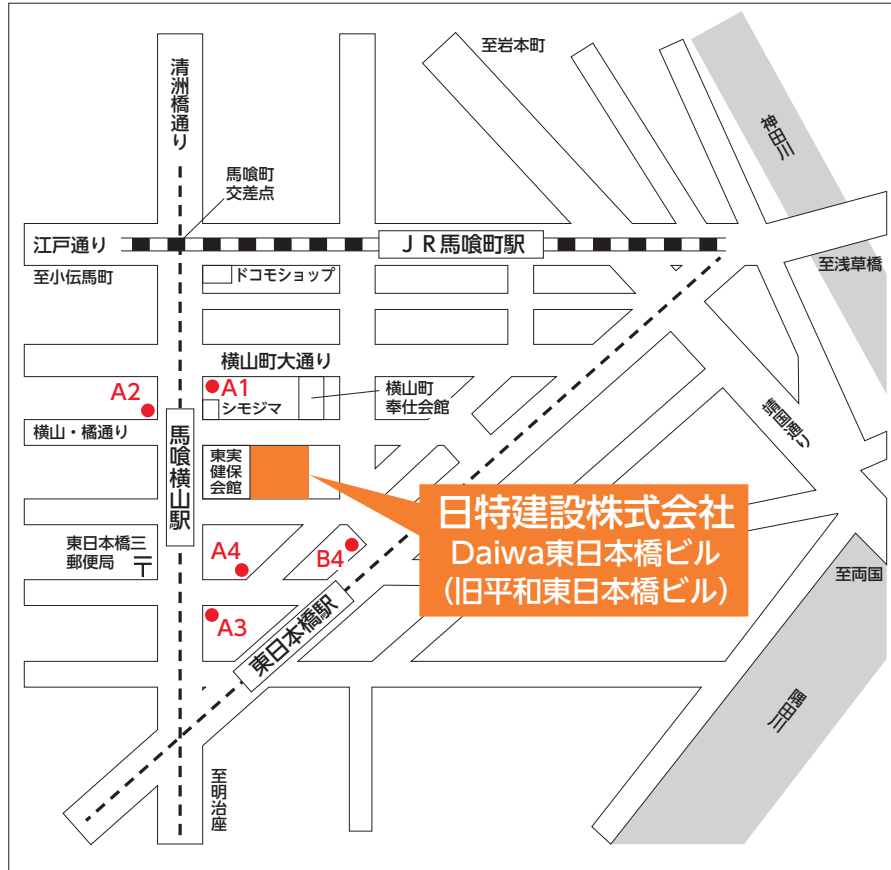 至岩本町
清洲橋通り
神田川
馬喰町
交差点
江戸通り
JR馬喰町駅
至小伝馬町
ドコモショップ
至浅草橋
横山町大通り
A2
A1
シモジマ
横山町
奉仕会館
靖国通り
横山・橘通り
馬喰横山駅
東実
健保
会館
日特建設株式会社
Daiwa東日本橋ビル
(旧平和東日本橋ビル)
東日本橋三
郵便局
〒
A4
B4
至両国
A3
東日本橋駅
隅田川
至明治座